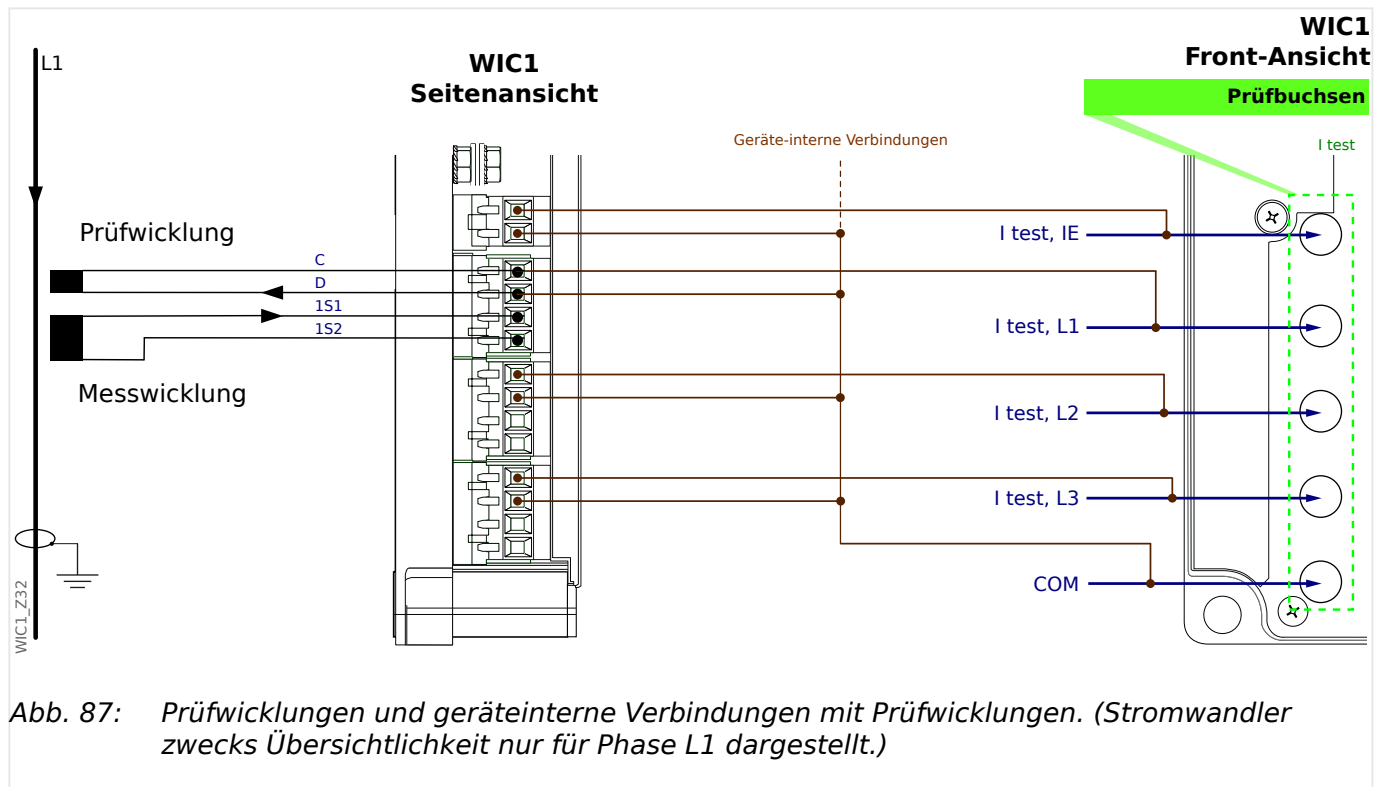 WIC1
Front-Ansicht
Prüfbuchsen
I test
L1
WIC1
Seitenansicht
Geräte-interne Verbindungen
Prüfwicklung
C
D
1S1
1S2
Messwicklung
I test, IE
I test, L1
I test, L2
I test, L3
COM
WIC1_Z32
Abb. 87: Prüfwicklungen und geräteinterne Verbindungen mit Prüfwicklungen. (Stromwandler
zwecks Übersichtlichkeit nur für Phase L1 dargestellt.)